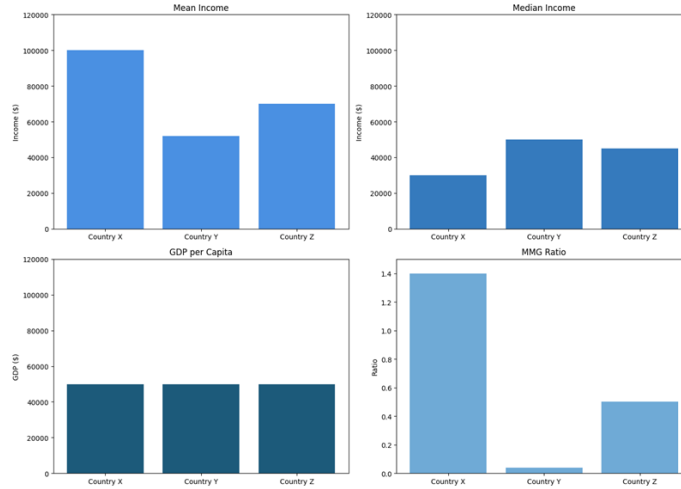 Mean Income
120000
100000
80000
60000
40000
20000
0
Income ($)
Country X Country Y Country Z
Median Income
120000
100000
80000
60000
40000
20000
0
Income ($)
Country X Country Y Country Z
GDP per Capita
120000
100000
80000
60000
40000
20000
0
GDP ($)
Country X Country Y Country Z
MMG Ratio
1.4
1.2
1.0
0.8
0.6
0.4
0.2
0.0
Ratio
Country X Country Y Country Z